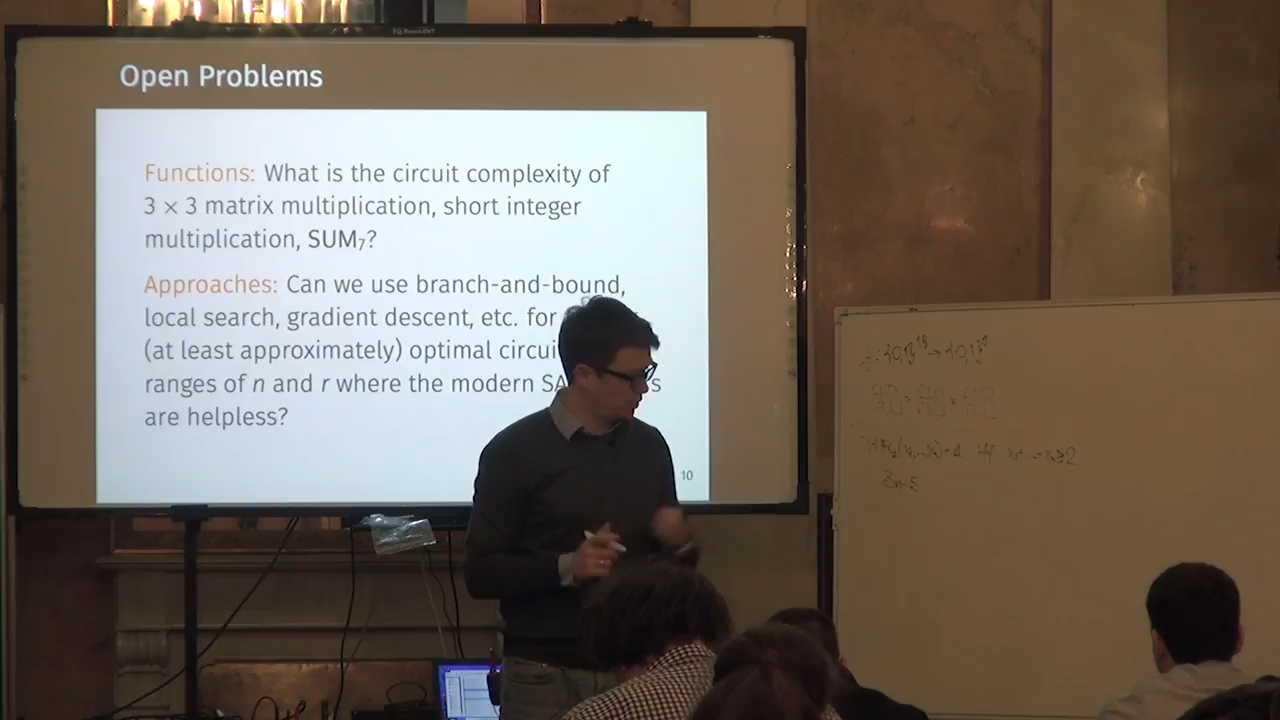 Open Problems
Functions: What is the circuit complexity of
3 × 3 matrix multiplication, short integer
multiplication, SUM₇?
Approaches: Can we use branch-and-bound,
local search, gradient descent, etc. for
(at least approximately) optimal
ranges of n and r where the modern
are helpless?
10
3n-5